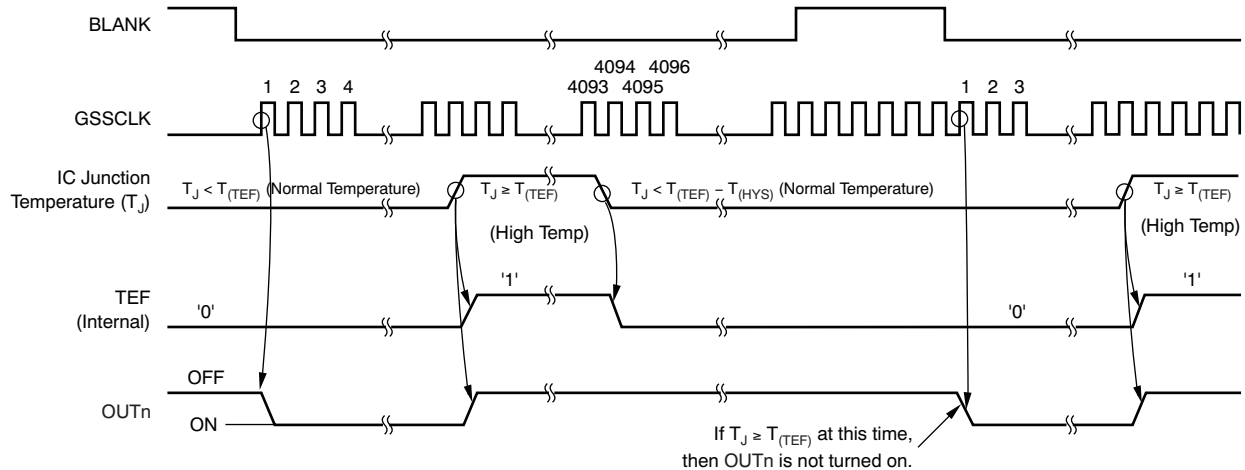 BLANK
4094 4096
1 2 3 4 4093 4095 1 2 3
GSSCLK
IC Junction
Temperature (TJ)
TJ < T(TEF) (Normal Temperature) TJ ≥ T(TEF) TJ < T(TEF) – T(HYS) (Normal Temperature) TJ ≥ T(TEF)
(High Temp) (High Temp)
'1' '1'
TEF
(Internal)
'0' '0'
OFF
OUTn
ON
If TJ ≥ T(TEF) at this time,
then OUTn is not turned on.